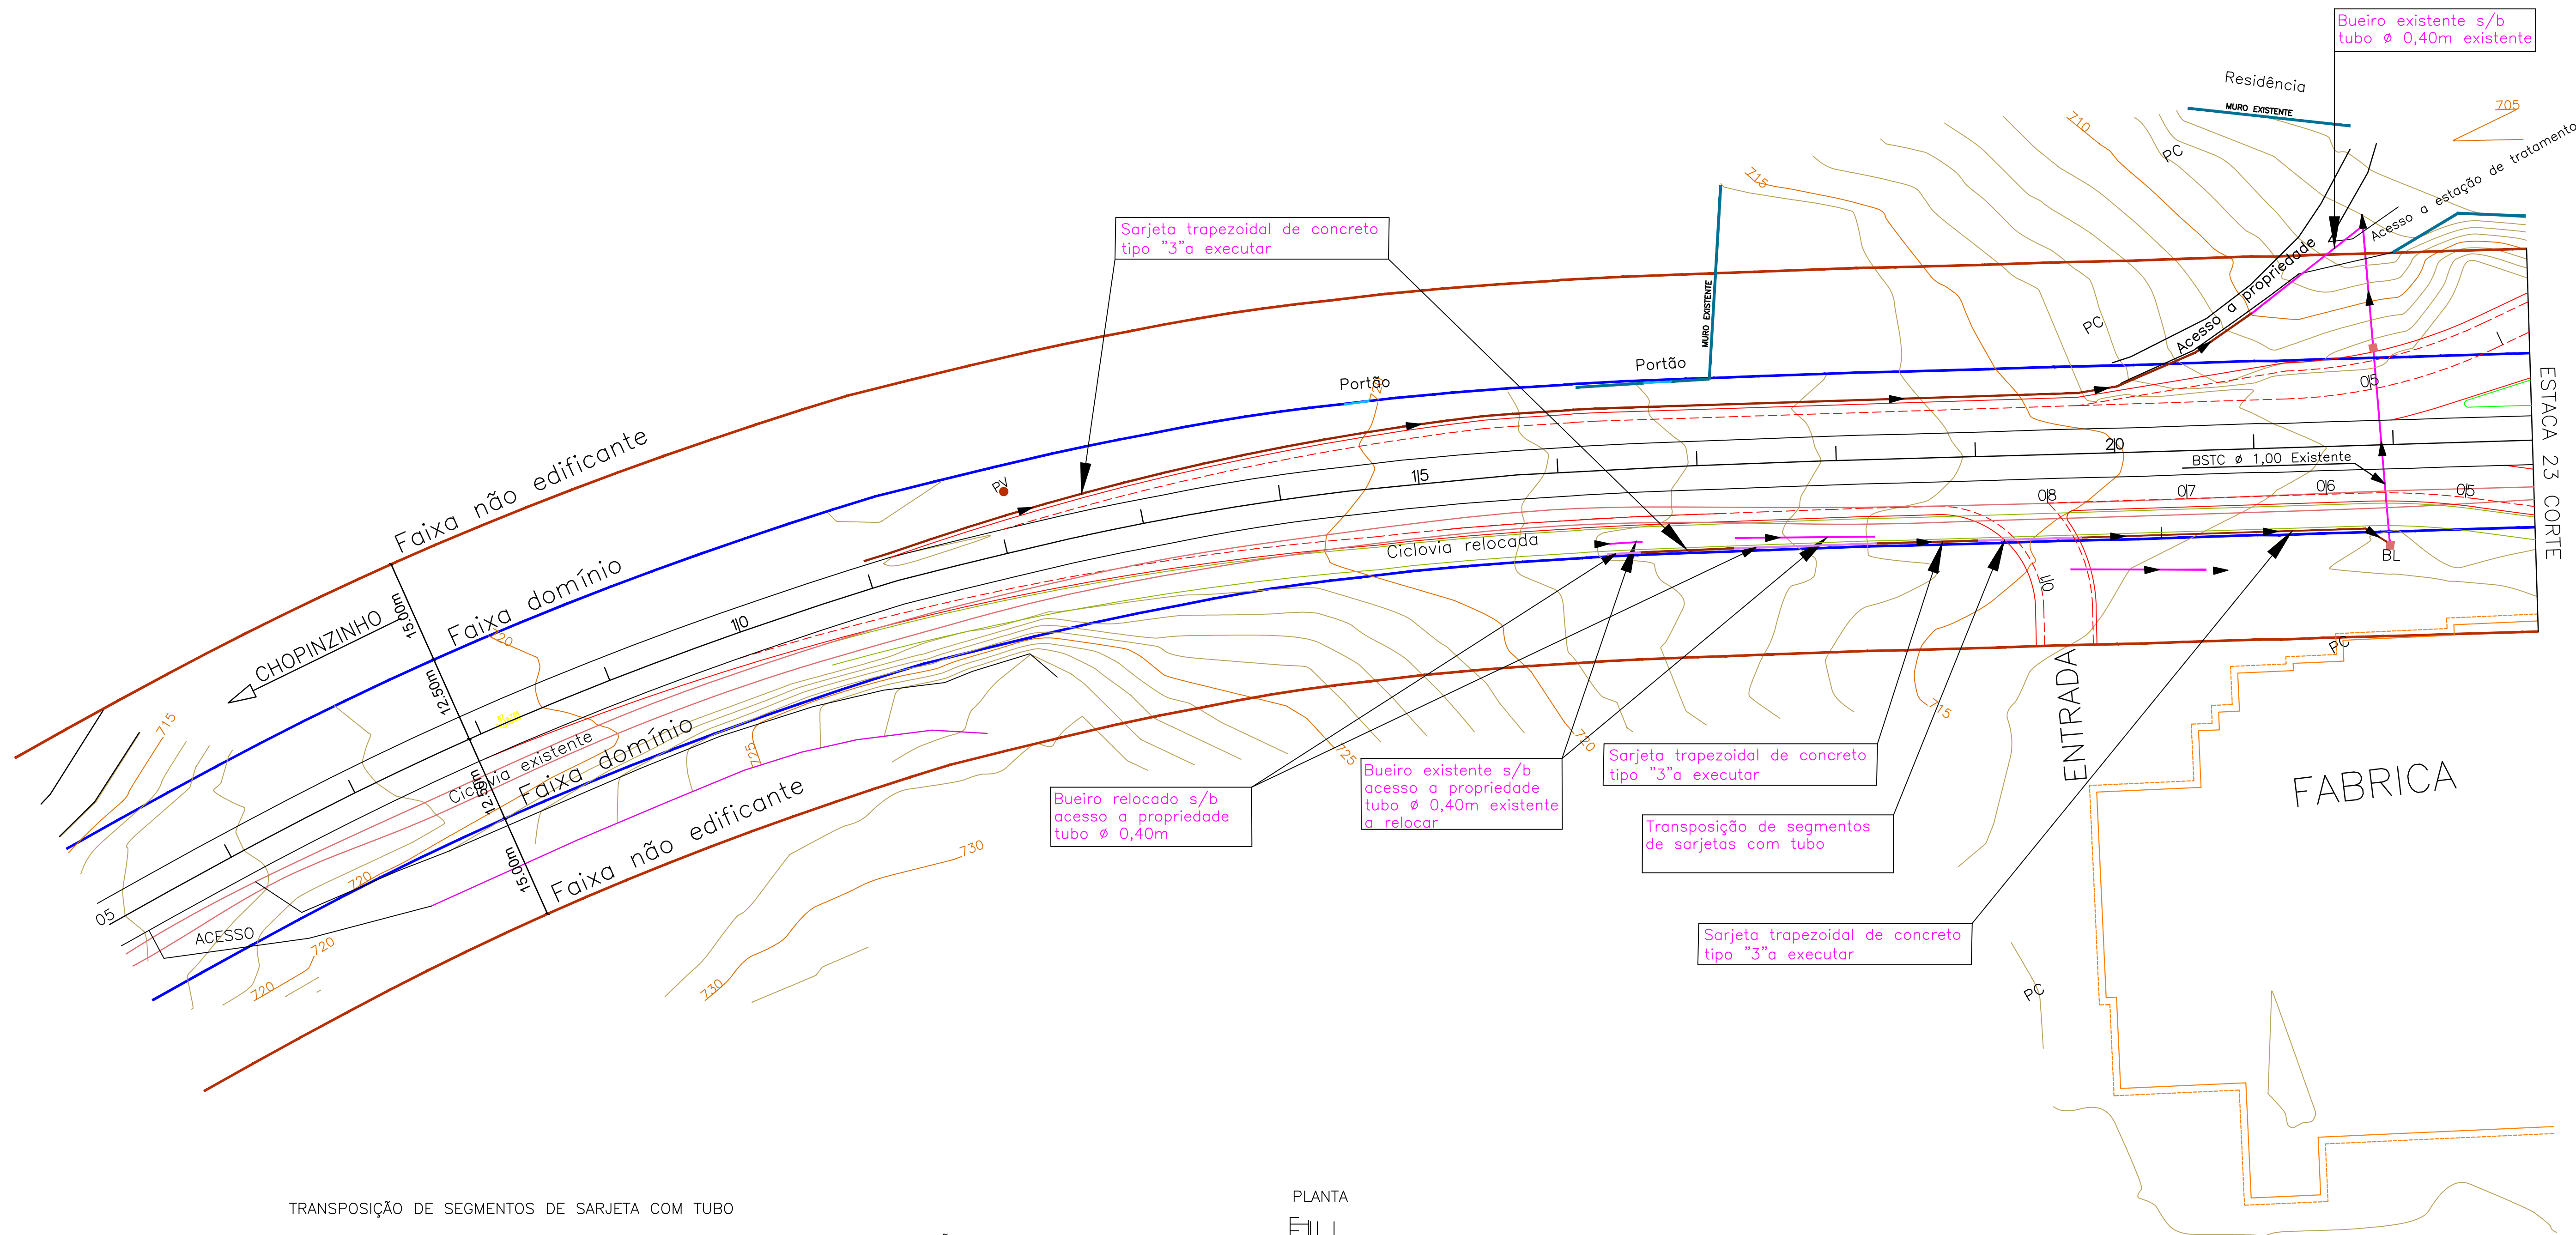 Bueiro existente s/b
tubo ø 0,40m existente
Residência
MURO EXISTENTE
705
710
PC
Acesso a estação de tratamento
715
Sarjeta trapezoidal de concreto
tipo "3"a executar
MURO EXISTENTE
Acesso a propriedade
PC
Portão
Portão
05
ESTACA 23 CORTE
Faixa não edificante
PV
15
20
BSTC ø 1,00 Existente
08
07
06
05
Ciclovia relocada
BL
Faixa domínio
CHOPINZINHO
15.00m
10
01
720
12.50m
PC
ENTRADA
715
715
Ciclovia existente
Faixa domínio
12.50m
725
725
720
Sarjeta trapezoidal de concreto
tipo "3"a executar
Bueiro existente s/b
acesso a propriedade
tubo ø 0,40m existente
a relocar
Bueiro relocado s/b
acesso a propriedade
tubo ø 0,40m
Transposição de segmentos
de sarjetas com tubo
FABRICA
730
15.00m
Faixa não edificante
720
05
ACESSO
720
720
730
Sarjeta trapezoidal de concreto
tipo "3"a executar
PC
PLANTA
TRANSPOSIÇÃO DE SEGMENTOS DE SARJETA COM TUBO